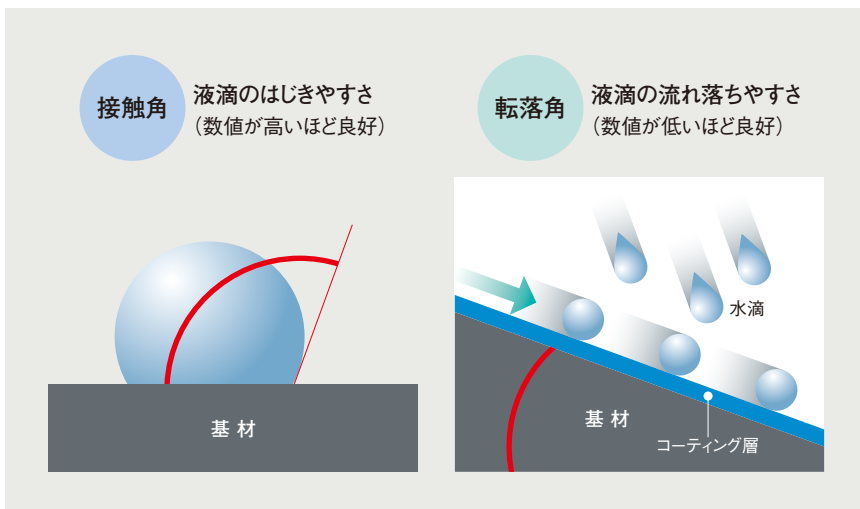 接触角
液滴のはじきやすさ
（数値が高いほど良好）
転落角
液滴の流れ落ちやすさ
（数値が低いほど良好）
基材
水滴
基材
コーティング層